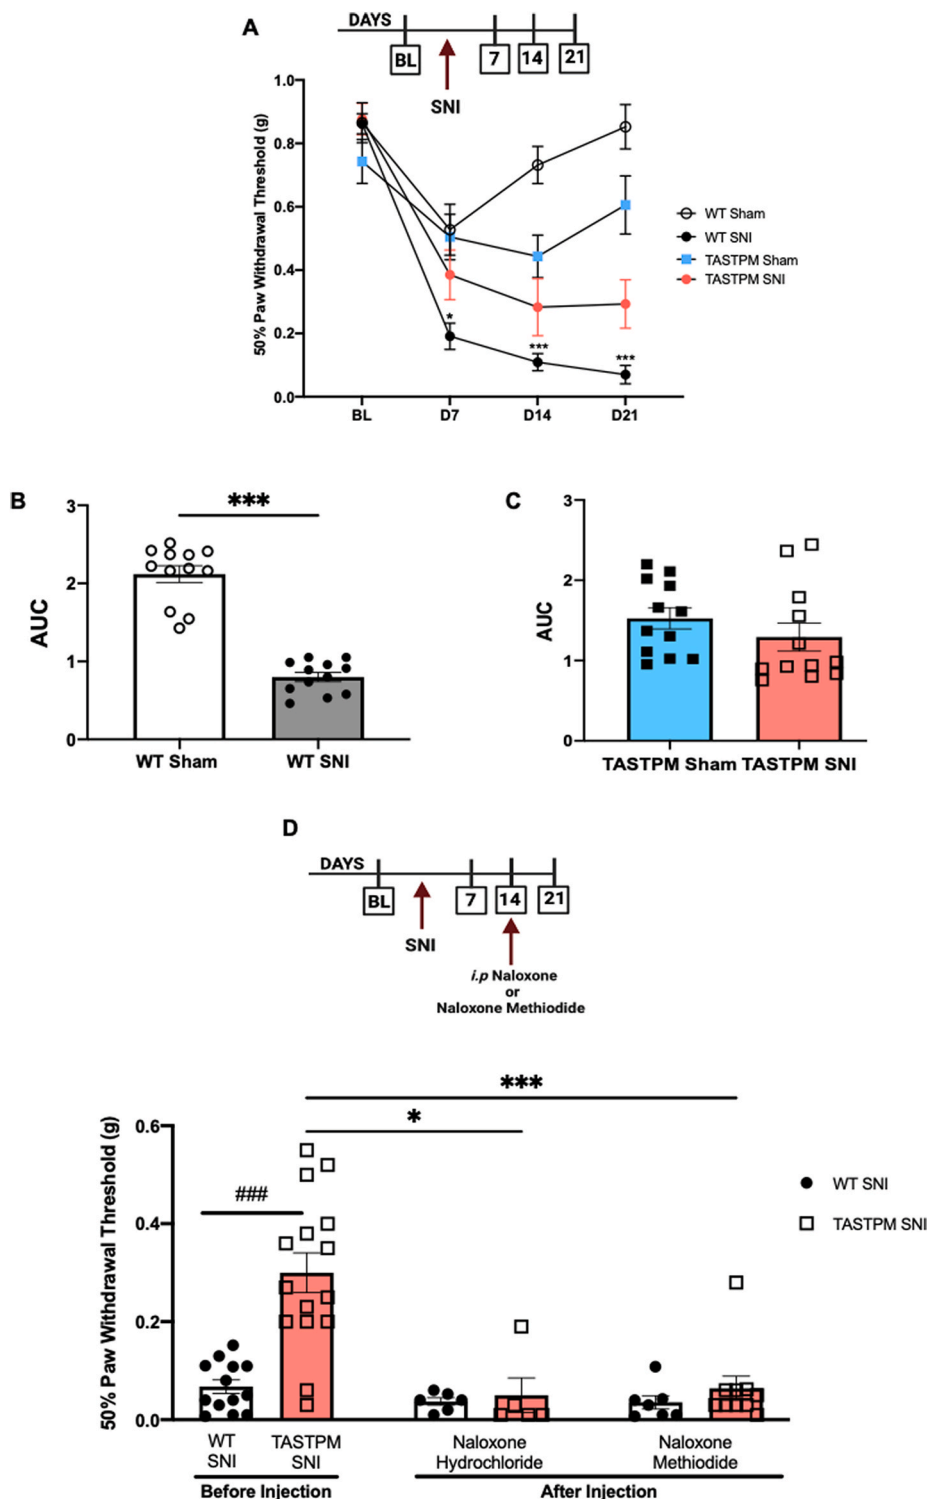 A
DAYS
BL
7
14
21
SNI
50% Paw Withdrawal Threshold (g)
1.0
0.8
0.6
0.4
0.2
0.0
*
***
***
BL
D7
D14
D21
WT Sham
WT SNI
TASTPM Sham
TASTPM SNI
B
***
AUC
3
2
1
0
WT Sham
WT SNI
C
AUC
3
2
1
0
TASTPM Sham
TASTPM SNI
D
DAYS
BL
7
14
21
SNI
i.p Naloxone
or
Naloxone Methiodide
***
*
###
50% Paw Withdrawal Threshold (g)
0.6
0.4
0.2
0.0
WT SNI
TASTPM SNI
WT
SNI
TASTPM
SNI
Naloxone
Hydrochloride
Naloxone
Methiodide
Before Injection
After Injection